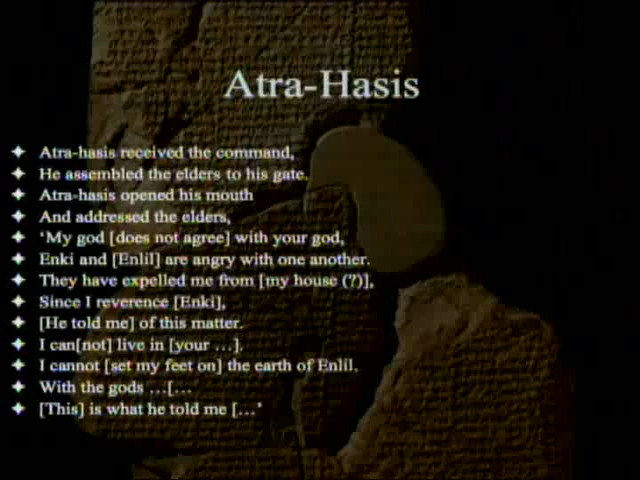 Atra-Hasis
Atra-hasis received the command,
He assembled the elders to his gate.
Atra-hasis opened his mouth
And addressed the elders,
‘My god [does not agree] with your god,
Enki and [Enlil] are angry with one another.
They have expelled me from [my house (?)],
Since I reverence [Enki],
[He told me] of this matter.
I can[not] live in [your …].
I cannot [set my feet on] the earth of Enlil.
With the gods …[…
[This] is what he told me […’